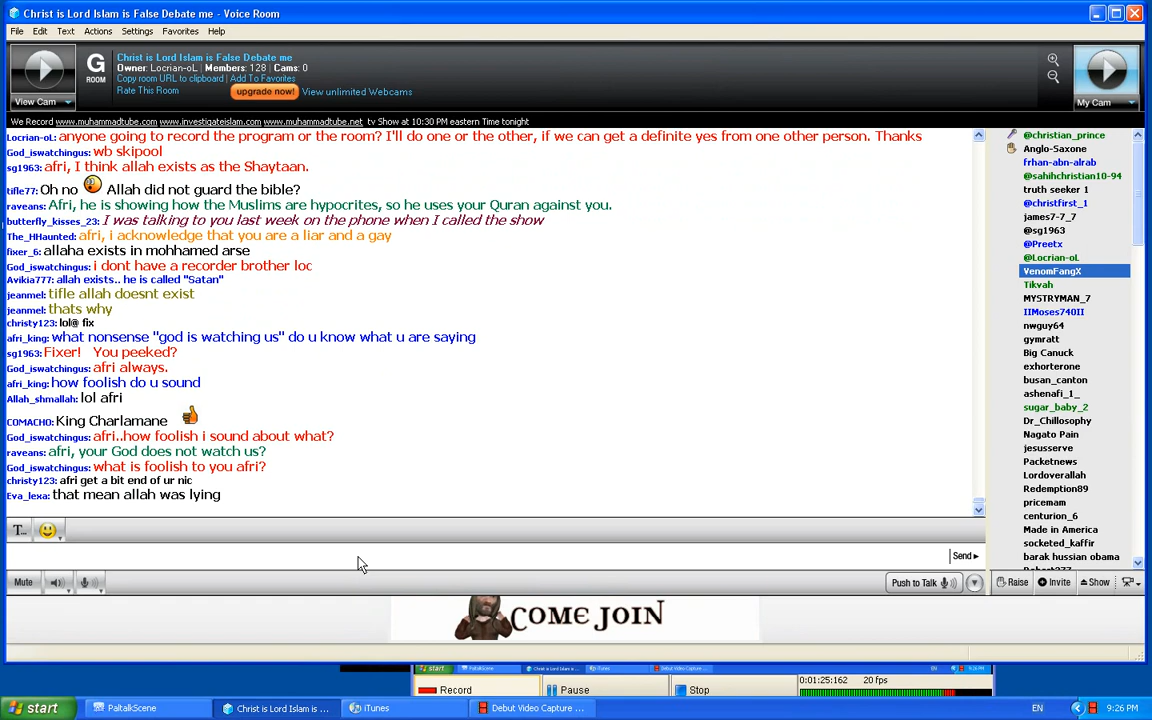 Christ is Lord Islam is False Debate me - Voice Room
File Edit Text Actions Settings Favorites Help
View Cam
G ROOM
Christ is Lord Islam is False Debate me
Owner: Locrian-oL | Members: 128 | Cams: 0
Copy room URL to clipboard | Add To Favorites
Rate This Room
upgrade now! View unlimited Webcams
My Cam
We Record www.muhammadtube.com www.investigateislam.com www.muhammadtube.net tv Show at 10:30 PM eastern Time tonight
Locrian-oL: anyone going to record the program or the room? I'll do one or the other, if we can get a definite yes from one other person. Thanks
God_iswatchingus: wb skipool
sg1963: afri, I think allah exists as the Shaytaan.
tifle77: Oh no Allah did not guard the bible?
raveans: Afri, he is showing how the Muslims are hypocrites, so he uses your Quran against you.
butterfly_kisses_23: I was talking to you last week on the phone when I called the show
The_HHaunted: afri, i acknowledge that you are a liar and a gay
fixer_6: allaha exists in mohhamed arse
God_iswatchingus: i dont have a recorder brother loc
Avikia777: allah exists.. he is called "Satan"
jeanmel: tifle allah doesnt exist
jeanmel: thats why
christy123: lol@ fix
afri_king: what nonsense "god is watching us" do u know what u are saying
sg1963: Fixer! You peeked?
God_iswatchingus: afri always.
afri_king: how foolish do u sound
Allah_shmallah: lol afri
COMACHO: King Charlamane
God_iswatchingus: afri..how foolish i sound about what?
raveans: afri, your God does not watch us?
God_iswatchingus: what is foolish to you afri?
christy123: afri get a bit end of ur nic
Eva_lexa: that mean allah was lying
@christian_prince
Anglo-Saxone
frhan-abn-alrab
@sahihchristian10-94
truth seeker 1
@christfirst_1
james7-7_7
@sg1963
@Preetx
@Locrian-oL
VenomFangX
Tikvah
MYSTRYMAN_7
IIMoses740II
nwguy64
gymratt
Big Canuck
exhorterone
busan_canton
ashenafi_1_
sugar_baby_2
Dr_Chillosophy
Nagato Pain
jesusserve
Packetnews
Lordoverallah
Redemption89
pricemam
centurion_6
Made in America
socketed_kaffir
barak hussian obama
T...
Send
Mute
Push to Talk
Raise Invite Show
COME JOIN
Record Pause Stop
0:01:25:162 20 fps
start PaltalkScene Christ is Lord Islam is ... iTunes Debut Video Capture ... EN 9:26 PM